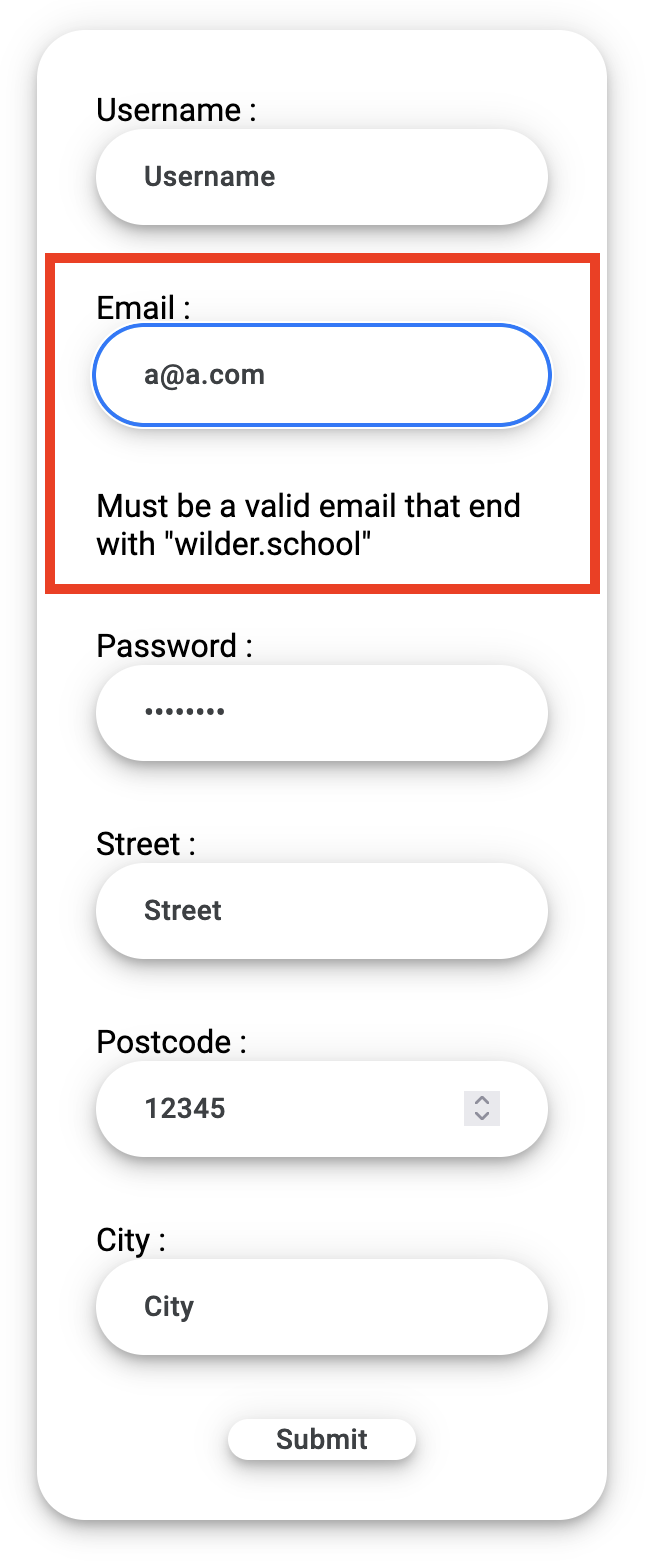 Username :
Username
Email :
a@a.com
Must be a valid email that end
with "wilder.school"
Password :
••••••••
Street :
Street
Postcode :
12345
City :
City
Submit